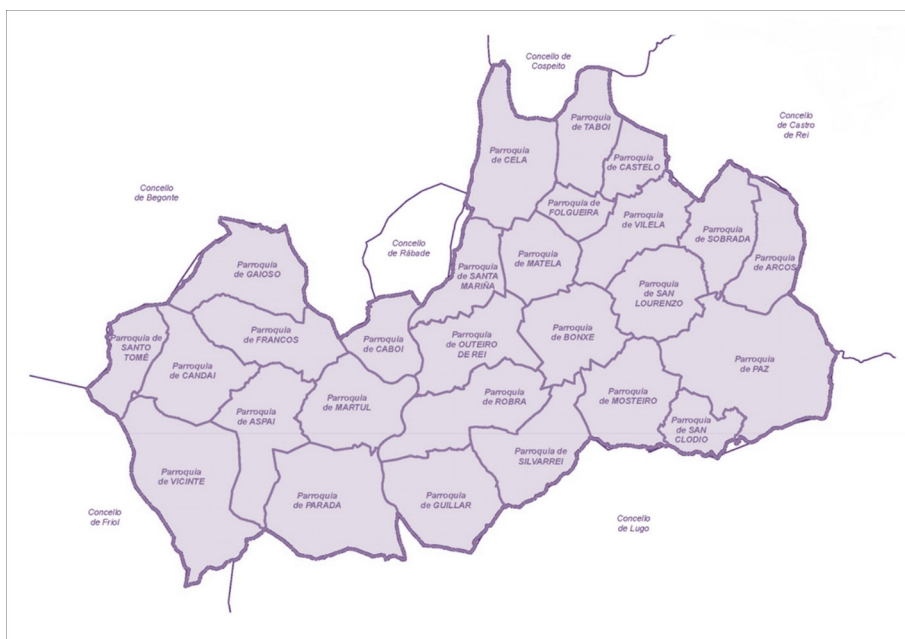 Concello de
Cospeito
Parroquia
de TABOI
Concello
de Castro
de Rei
Parroquia
de CELA
Parroquia
de CASTELO
Concello
de Begonte
Parroquia de
FOLGUEIRA
Parroquia
de VILELA
Parroquia
de SOBRADA
Concello
de Rábade
Parroquia
de MATELA
Parroquia
de ARCOS
Parroquia
de GAIOSO
Parroquia
de SANTA
MARIÑA
Parroquia
de SAN
LOURENZO
Parroquia de
SANTO
TOMÉ
Parroquia
de FRANCOS
Parroquia
de CABOI
Parroquia
de OUTEIRO
DE REI
Parroquia
de BONXE
Parroquia
de PAZ
Parroquia
de CANDAI
Parroquia
de MARTUL
Parroquia
de ROBRA
Parroquia
de MOSTEIRO
Parroquia
de ASPAI
Parroquia
de SAN
CLODIO
Parroquia de
SILVARREI
Parroquia
de VICINTE
Parroquia
de PARADA
Parroquia
de GUILLAR
Concello
de Friol
Concello
de Lugo